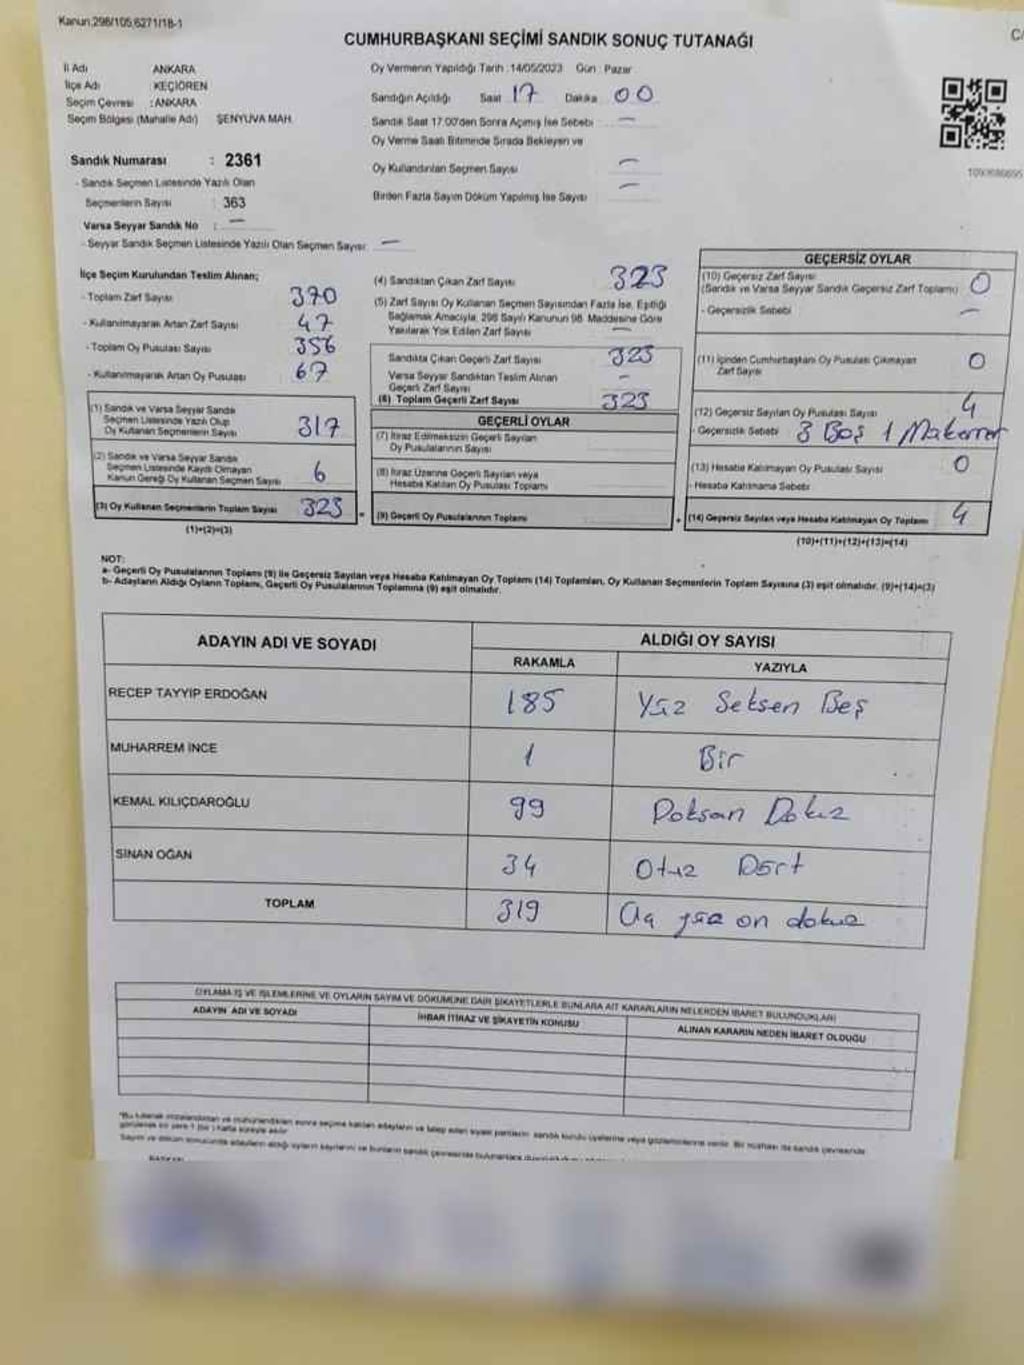 Kanun:298/105,6271/18-1
CUMHURBAŞKANI SEÇİMİ SANDIK SONUÇ TUTANAĞI
C/
İl Adı ANKARA
İlçe Adı : KEÇİÖREN
Seçim Çevresi : ANKARA
Seçim Bölgesi (Mahalle Adı) ŞENYUVA MAH.
Sandık Numarası : 2361
- Sandık Seçmen Listesinde Yazılı Olan
Seçmenlerin Sayısı : 363
Varsa Seyyar Sandık No : —
- Seyyar Sandık Seçmen Listesinde Yazılı Olan Seçmen Sayısı: —
Oy Vermenin Yapıldığı Tarih : 14/05/2023 Gün : Pazar
Sandığın Açıldığı Saat 17 Dakika 00
Sandık Saat 17.00'den Sonra Açımış İse Sebebi —
Oy Verme Saati Bitiminde Sırada Bekleyen ve
Oy Kullandırılan Seçmen Sayısı —
Birden Fazla Sayım Döküm Yapılmış İse Sayısı —
İlçe Seçim Kurulundan Teslim Alınan;
- Toplam Zarf Sayısı 370
- Kullanılmayarak Artan Zarf Sayısı 47
- Toplam Oy Pusulası Sayısı 356
- Kullanılmayarak Artan Oy Pusulası 67
(1) Sandık ve Varsa Seyyar Sandık
Seçmen Listesinde Yazılı Olup
Oy Kullanan Seçmenlerin Sayısı 317
(2) Sandık ve Varsa Seyyar Sandık
Seçmen Listesinde Kaydı Olmayan
Kanun Gereği Oy Kullanan Seçmen Sayısı 6
(3) Oy Kullanan Seçmenlerin Toplam Sayısı 323
(1)+(2)=(3)
(4) Sandıktan Çıkan Zarf Sayısı 323
(5) Zarf Sayısı Oy Kullanan Seçmen Sayısından Fazla İse, Eşitliği
Sağlamak Amacıyla, 298 Sayılı Kanunun 98. Maddesine Göre
Yakılarak Yok Edilen Zarf Sayısı —
Sandıkta Çıkan Geçerli Zarf Sayısı 323
Varsa Seyyar Sandıktan Teslim Alınan
Geçerli Zarf Sayısı —
(6) Toplam Geçerli Zarf Sayısı 323
GEÇERLİ OYLAR
(7) İtiraz Edilmeksizin Geçerli Sayılan
Oy Pusulalarının Sayısı
(8) İtiraz Üzerine Geçerli Sayılan veya
Hesaba Katılan Oy Pusulası Toplamı
= (9) Geçerli Oy Pusulalarının Toplamı
GEÇERSİZ OYLAR
(10) Geçersiz Zarf Sayısı 0
(Sandık ve Varsa Seyyar Sandık Geçersiz Zarf Toplamı)
- Geçersizlik Sebebi —
(11) İçinden Cumhurbaşkanı Oy Pusulası Çıkmayan
Zarf Sayısı 0
(12) Geçersiz Sayılan Oy Pusulası Sayısı 4
- Geçersizlik Sebebi 3 Boş 1
(13) Hesaba Katılmayan Oy Pusulası Sayısı 0
- Hesaba Katılmama Sebebi
+ (14) Geçersiz Sayılan veya Hesaba Katılmayan Oy Toplamı 4
(10)+(11)+(12)+(13)=(14)
NOT:
a- Geçerli Oy Pusulalarının Toplamı (9) ile Geçersiz Sayılan veya Hesaba Katılmayan Oy Toplamı (14) Toplamları, Oy Kullanan Seçmenlerin Toplam Sayısına (3) eşit olmalıdır. (9)+(14)=(3)
b- Adayların Aldığı Oyların Toplamı, Geçerli Oy Pusulalarının Toplamına (9) eşit olmalıdır.
ADAYIN ADI VE SOYADI ALDIĞI OY SAYISI
RAKAMLA YAZIYLA
RECEP TAYYİP ERDOĞAN 185 Yüz Seksen Beş
MUHARREM İNCE 1 Bir
KEMAL KILIÇDAROĞLU 99 Doksan Dokuz
SİNAN OĞAN 34 Otuz Dört
TOPLAM 319 Üç yüz on dokuz
OYLAMA İŞ VE İŞLEMLERİNE VE OYLARIN SAYIM VE DÖKÜMÜNE DAİR ŞİKAYETLERLE BUNLARA AİT KARARLARIN NELERDEN İBARET BULUNDUKLARI
ADAYIN ADI VE SOYADI İHBAR İTİRAZ VE ŞİKAYETİN KONUSU ALINAN KARARIN NEDEN İBARET OLDUĞU